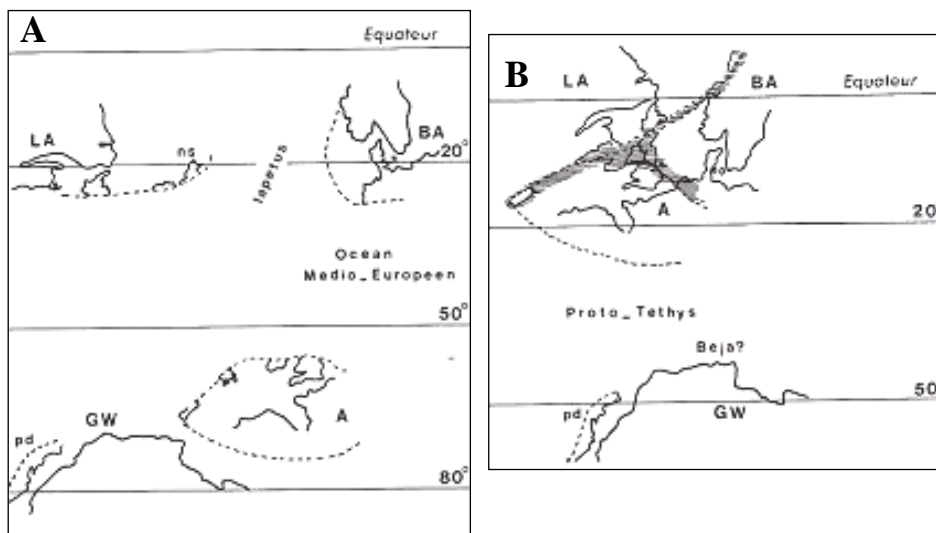 A
Equateur
LA
ns
BA
20°
Iapetus
Ocean
Medio_Europeen
50°
A
GW
pd
80°
B
LA
BA
Equateur
A
20
Proto_Tethys
Beja?
50
pd
GW